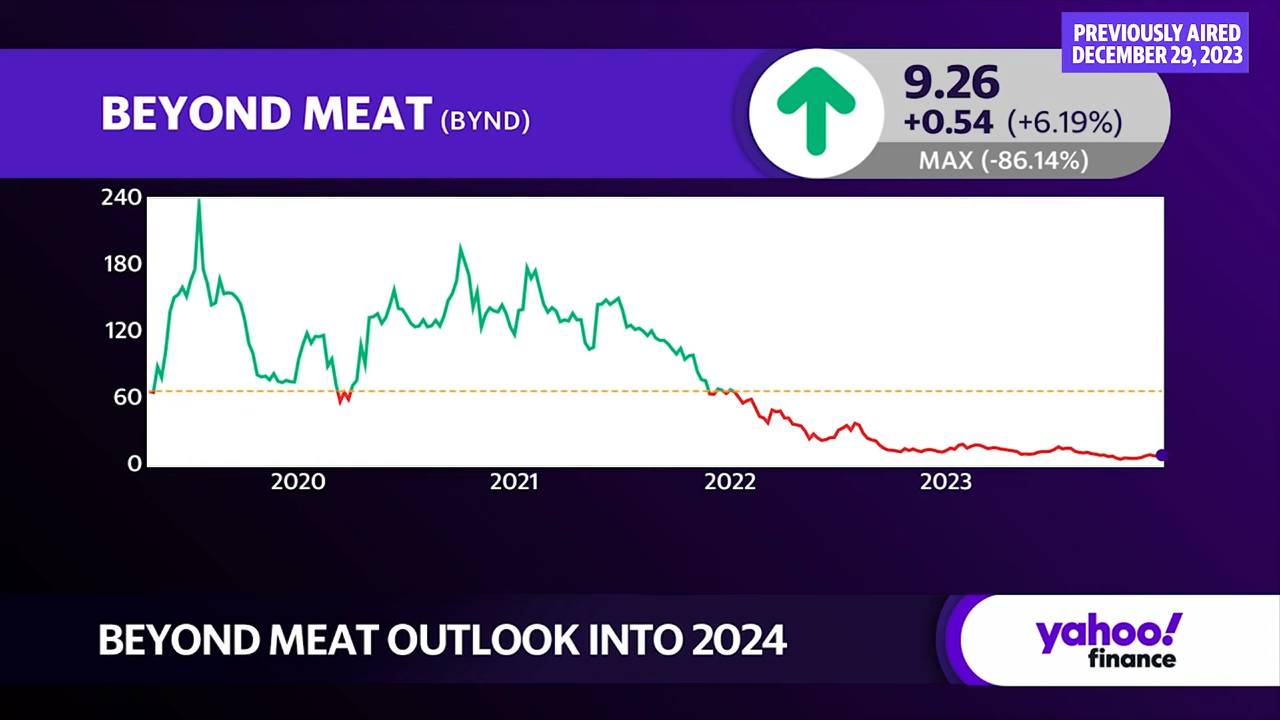 PREVIOUSLY AIRED
DECEMBER 29, 2023
BEYOND MEAT (BYND)
9.26
+0.54 (+6.19%)
MAX (-86.14%)
240
180
120
60
0
2020 2021 2022 2023
BEYOND MEAT OUTLOOK INTO 2024
yahoo!
finance